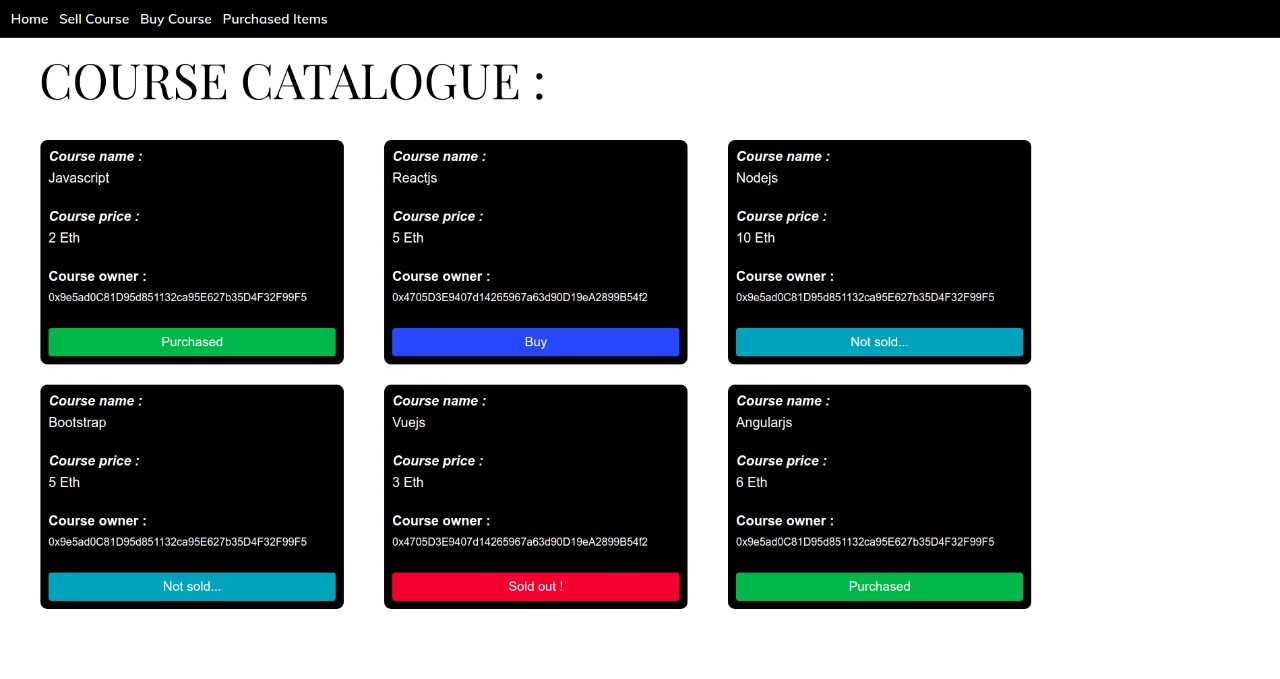 Home Sell Course Buy Course Purchased Items
COURSE CATALOGUE :
Course name :
Javascript
Course price :
2 Eth
Course owner :
0x9e5ad0C81D95d851132ca95E627b35D4F32F99F5
Purchased
Course name :
Reactjs
Course price :
5 Eth
Course owner :
0x4705D3E9407d14265967a63d90D19eA2899B54f2
Buy
Course name :
Nodejs
Course price :
10 Eth
Course owner :
0x9e5ad0C81D95d851132ca95E627b35D4F32F99F5
Not sold...
Course name :
Bootstrap
Course price :
5 Eth
Course owner :
0x9e5ad0C81D95d851132ca95E627b35D4F32F99F5
Not sold...
Course name :
Vuejs
Course price :
3 Eth
Course owner :
0x4705D3E9407d14265967a63d90D19eA2899B54f2
Sold out !
Course name :
Angularjs
Course price :
6 Eth
Course owner :
0x9e5ad0C81D95d851132ca95E627b35D4F32F99F5
Purchased